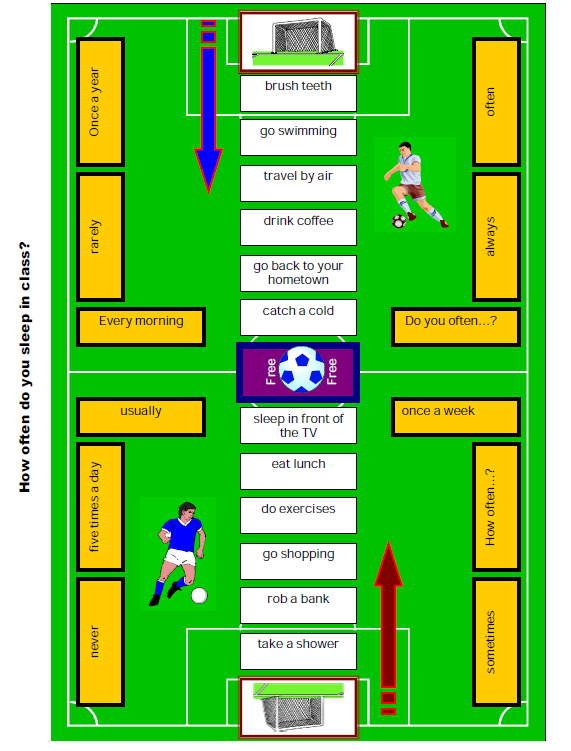 How often do you sleep in class?
Once a year
rarely
Every morning
usually
five times a day
never
brush teeth
go swimming
travel by air
drink coffee
go back to your
hometown
catch a cold
Free
Free
sleep in front of
the TV
eat lunch
do exercises
go shopping
rob a bank
take a shower
often
always
Do you often...?
once a week
How often...?
sometimes